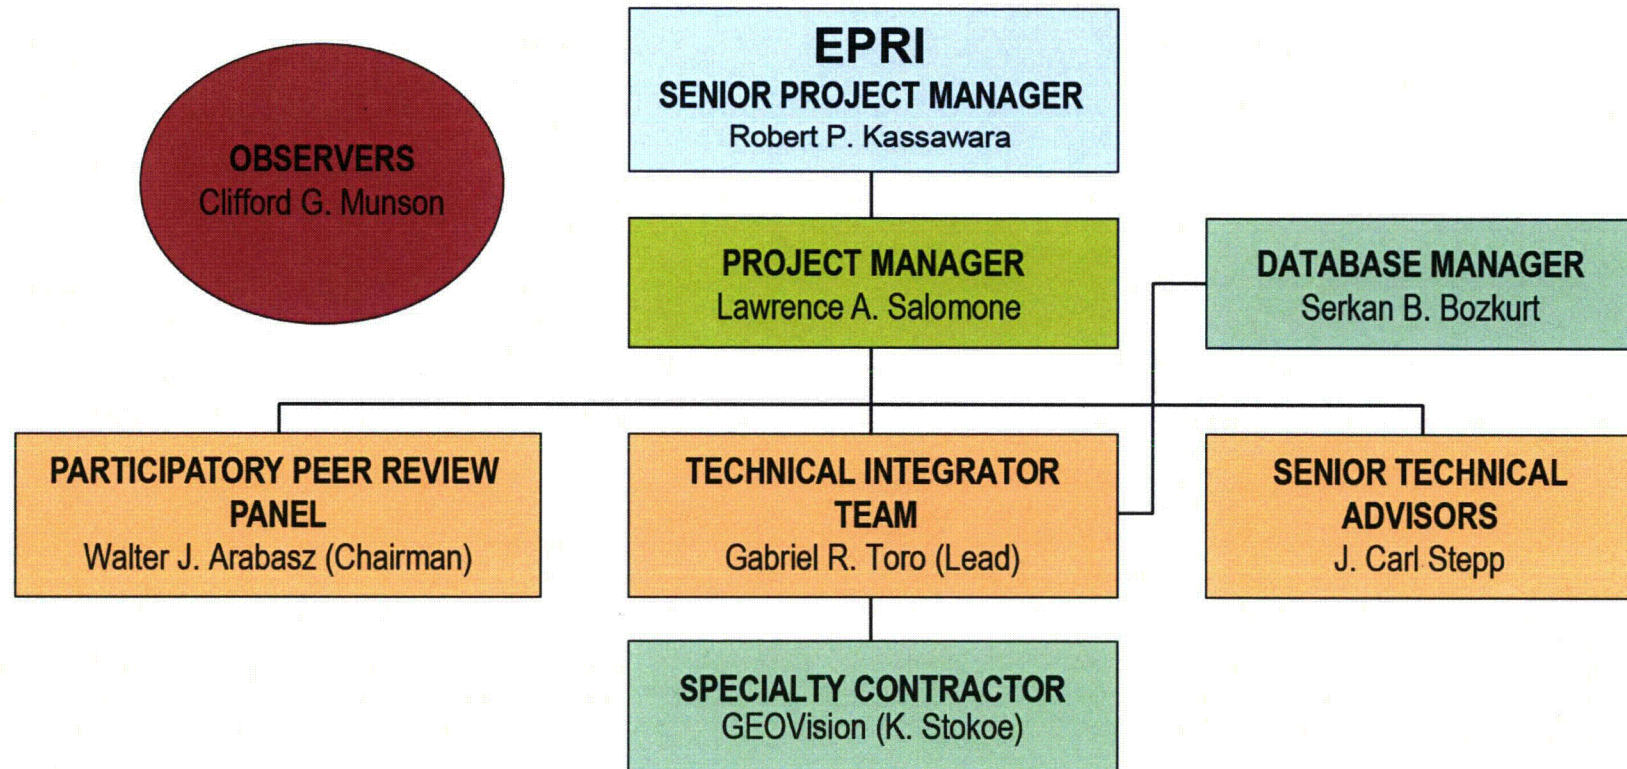 EPRI
SENIOR PROJECT MANAGER
Robert P. Kassawara
OBSERVERS
Clifford G. Munson
PROJECT MANAGER
Lawrence A. Salomone
DATABASE MANAGER
Serkan B. Bozkurt
PARTICIPATORY PEER REVIEW
PANEL
Walter J. Arabasz (Chairman)
TECHNICAL INTEGRATOR
TEAM
Gabriel R. Toro (Lead)
SENIOR TECHNICAL
ADVISORS
J. Carl Stepp
SPECIALTY CONTRACTOR
GEOVision (K. Stokoe)